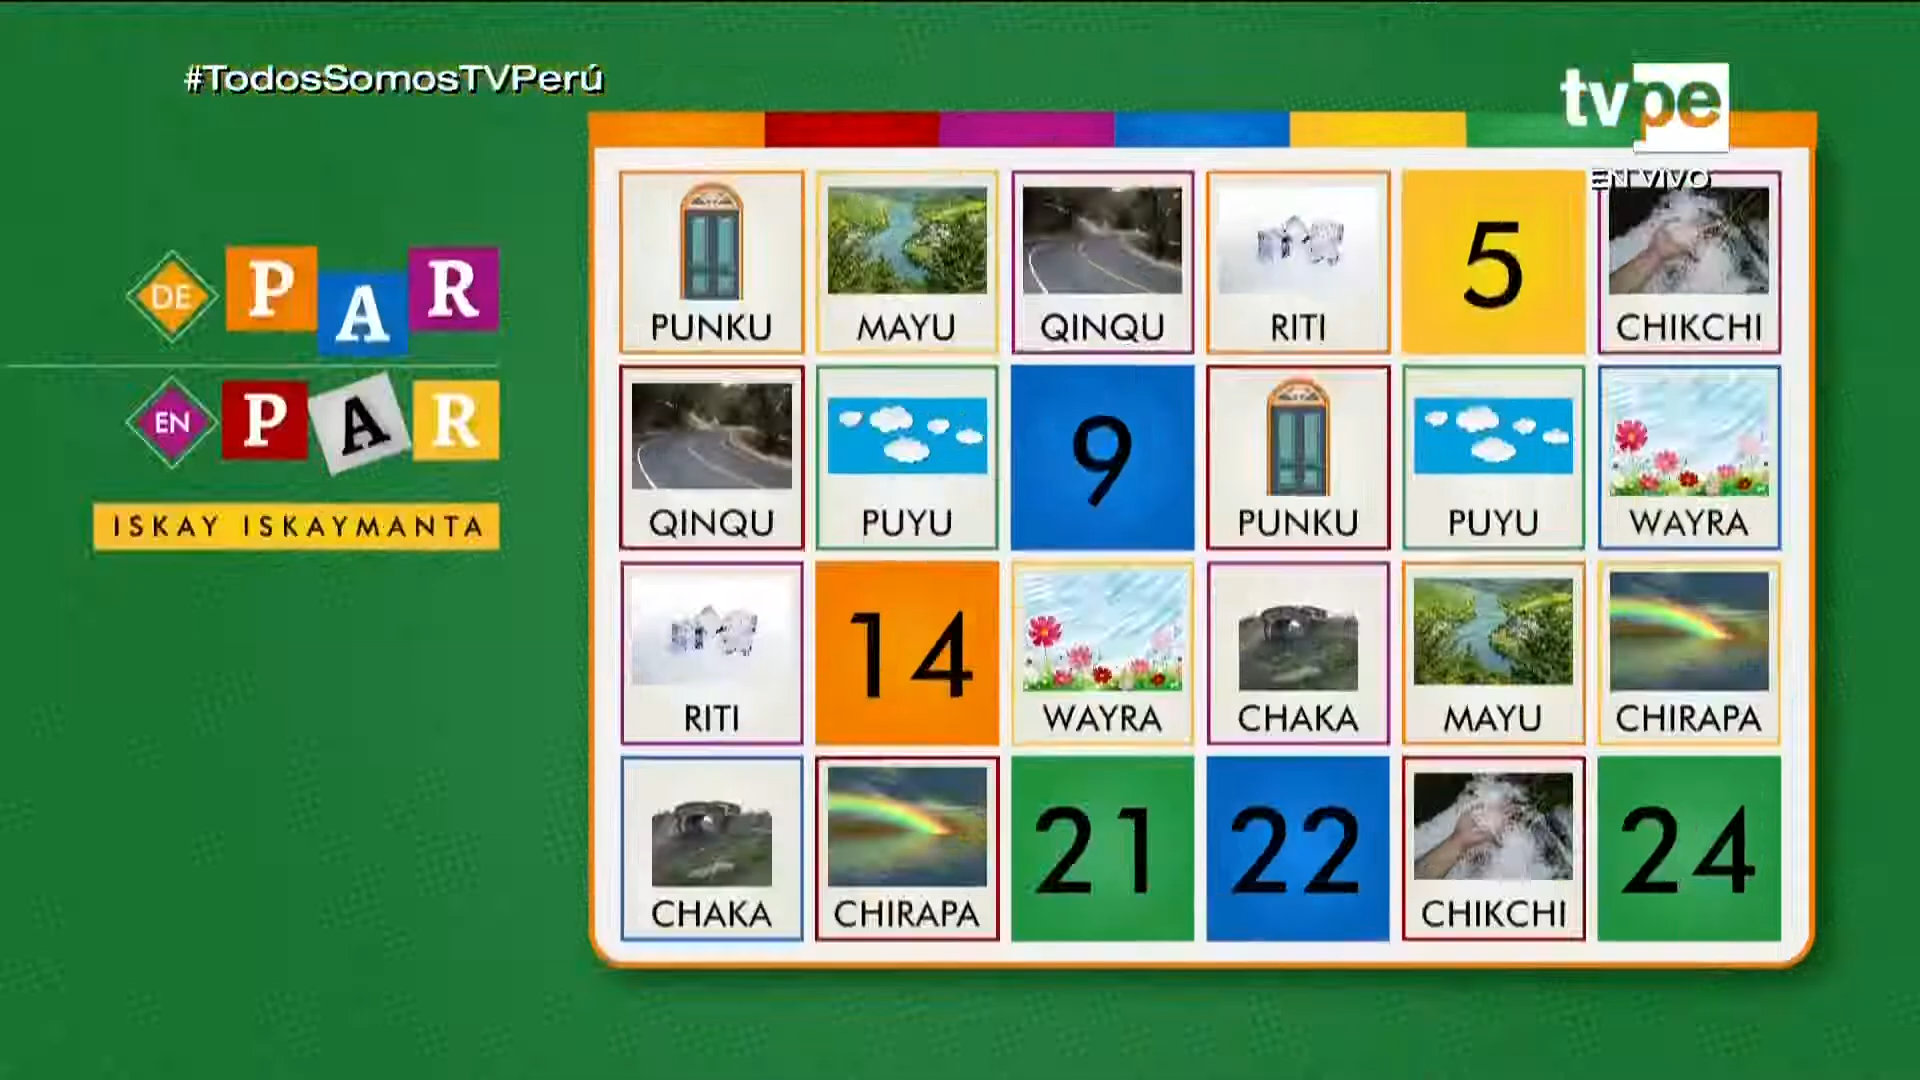 #TodosSomosTVPerú
tvpe
EN VIVO
DE PAR
EN PAR
ISKAY ISKAYMANTA
PUNKU MAYU QINQU RITI 5 CHIKCHI
QINQU PUYU 9 PUNKU PUYU WAYRA
RITI 14 WAYRA CHAKA MAYU CHIRAPA
CHAKA CHIRAPA 21 22 CHIKCHI 24